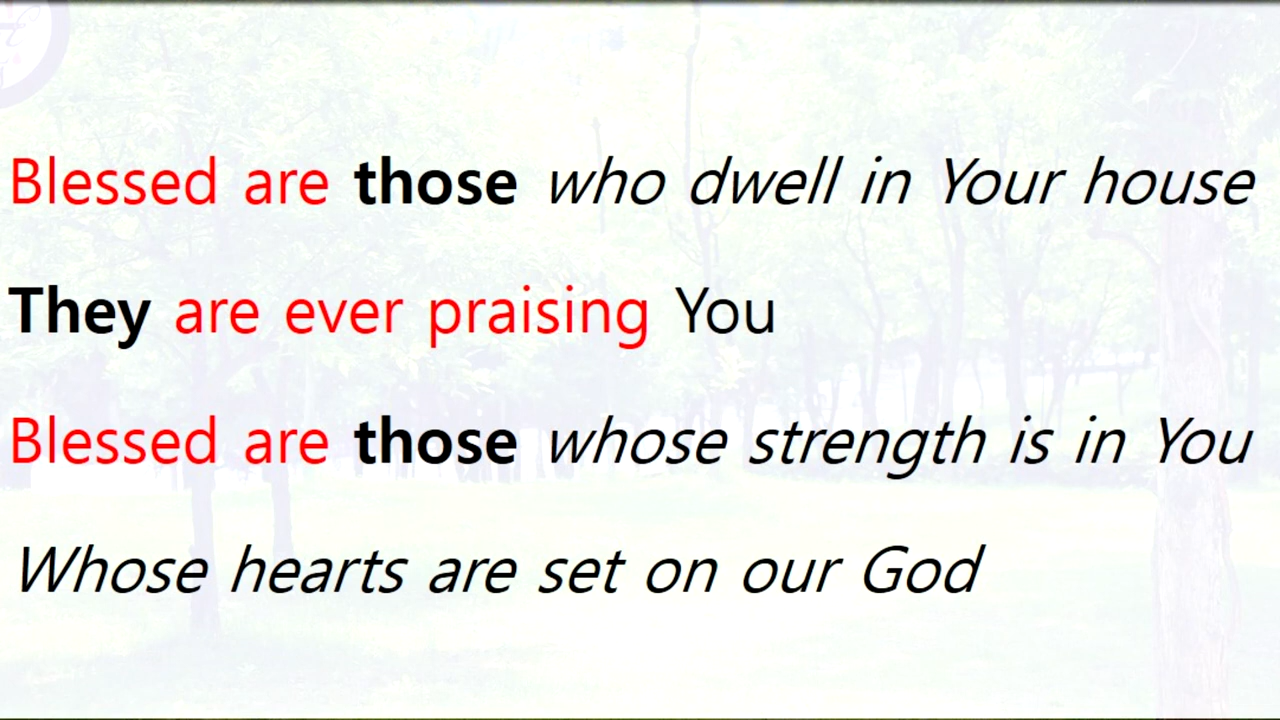 Blessed are those who dwell in Your house
They are ever praising You
Blessed are those whose strength is in You
Whose hearts are set on our God